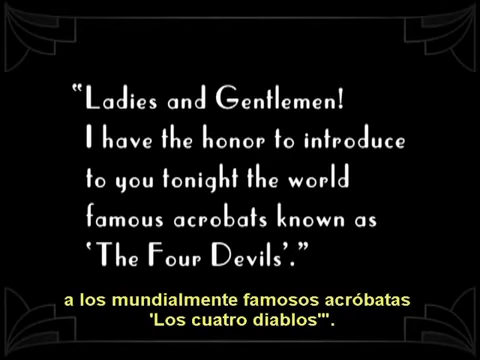 “Ladies and Gentlemen!
I have the honor to introduce
to you tonight the world
famous acrobats known as
‘The Four Devils’.”
a los mundialmente famosos acróbatas
'Los cuatro diablos'".